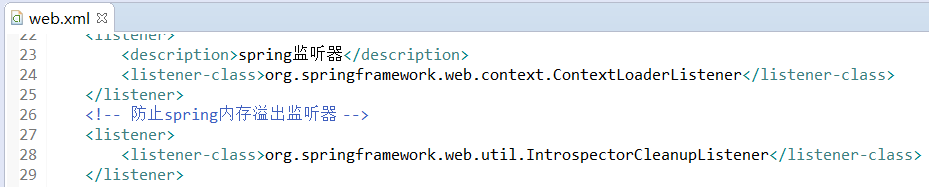 web.xml
22 <listener>
23 <description>spring监听器</description>
24 <listener-class>org.springframework.web.context.ContextLoaderListener</listener-class>
25 </listener>
26 <!-- 防止spring内存溢出监听器 -->
27 <listener>
28 <listener-class>org.springframework.web.util.IntrospectorCleanupListener</listener-class>
29 </listener>